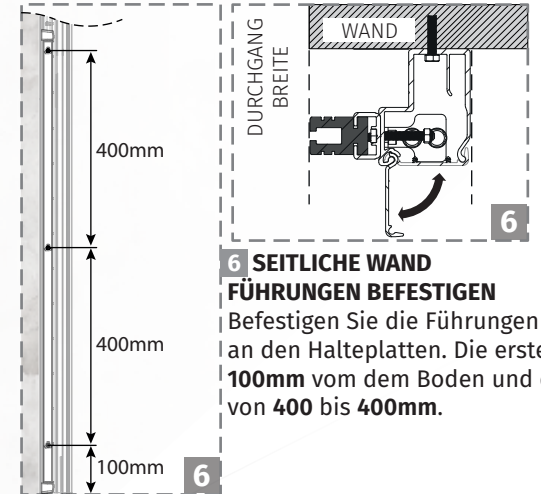 400mm
400mm
100mm
6
DURCHGANG
BREITE
WAND
6
6 SEITLICHE WAND
FÜHRUNGEN BEFESTIGEN
Befestigen Sie die Führungen
an den Halteplatten. Die erste
100mm vom dem Boden und
von 400 bis 400mm.